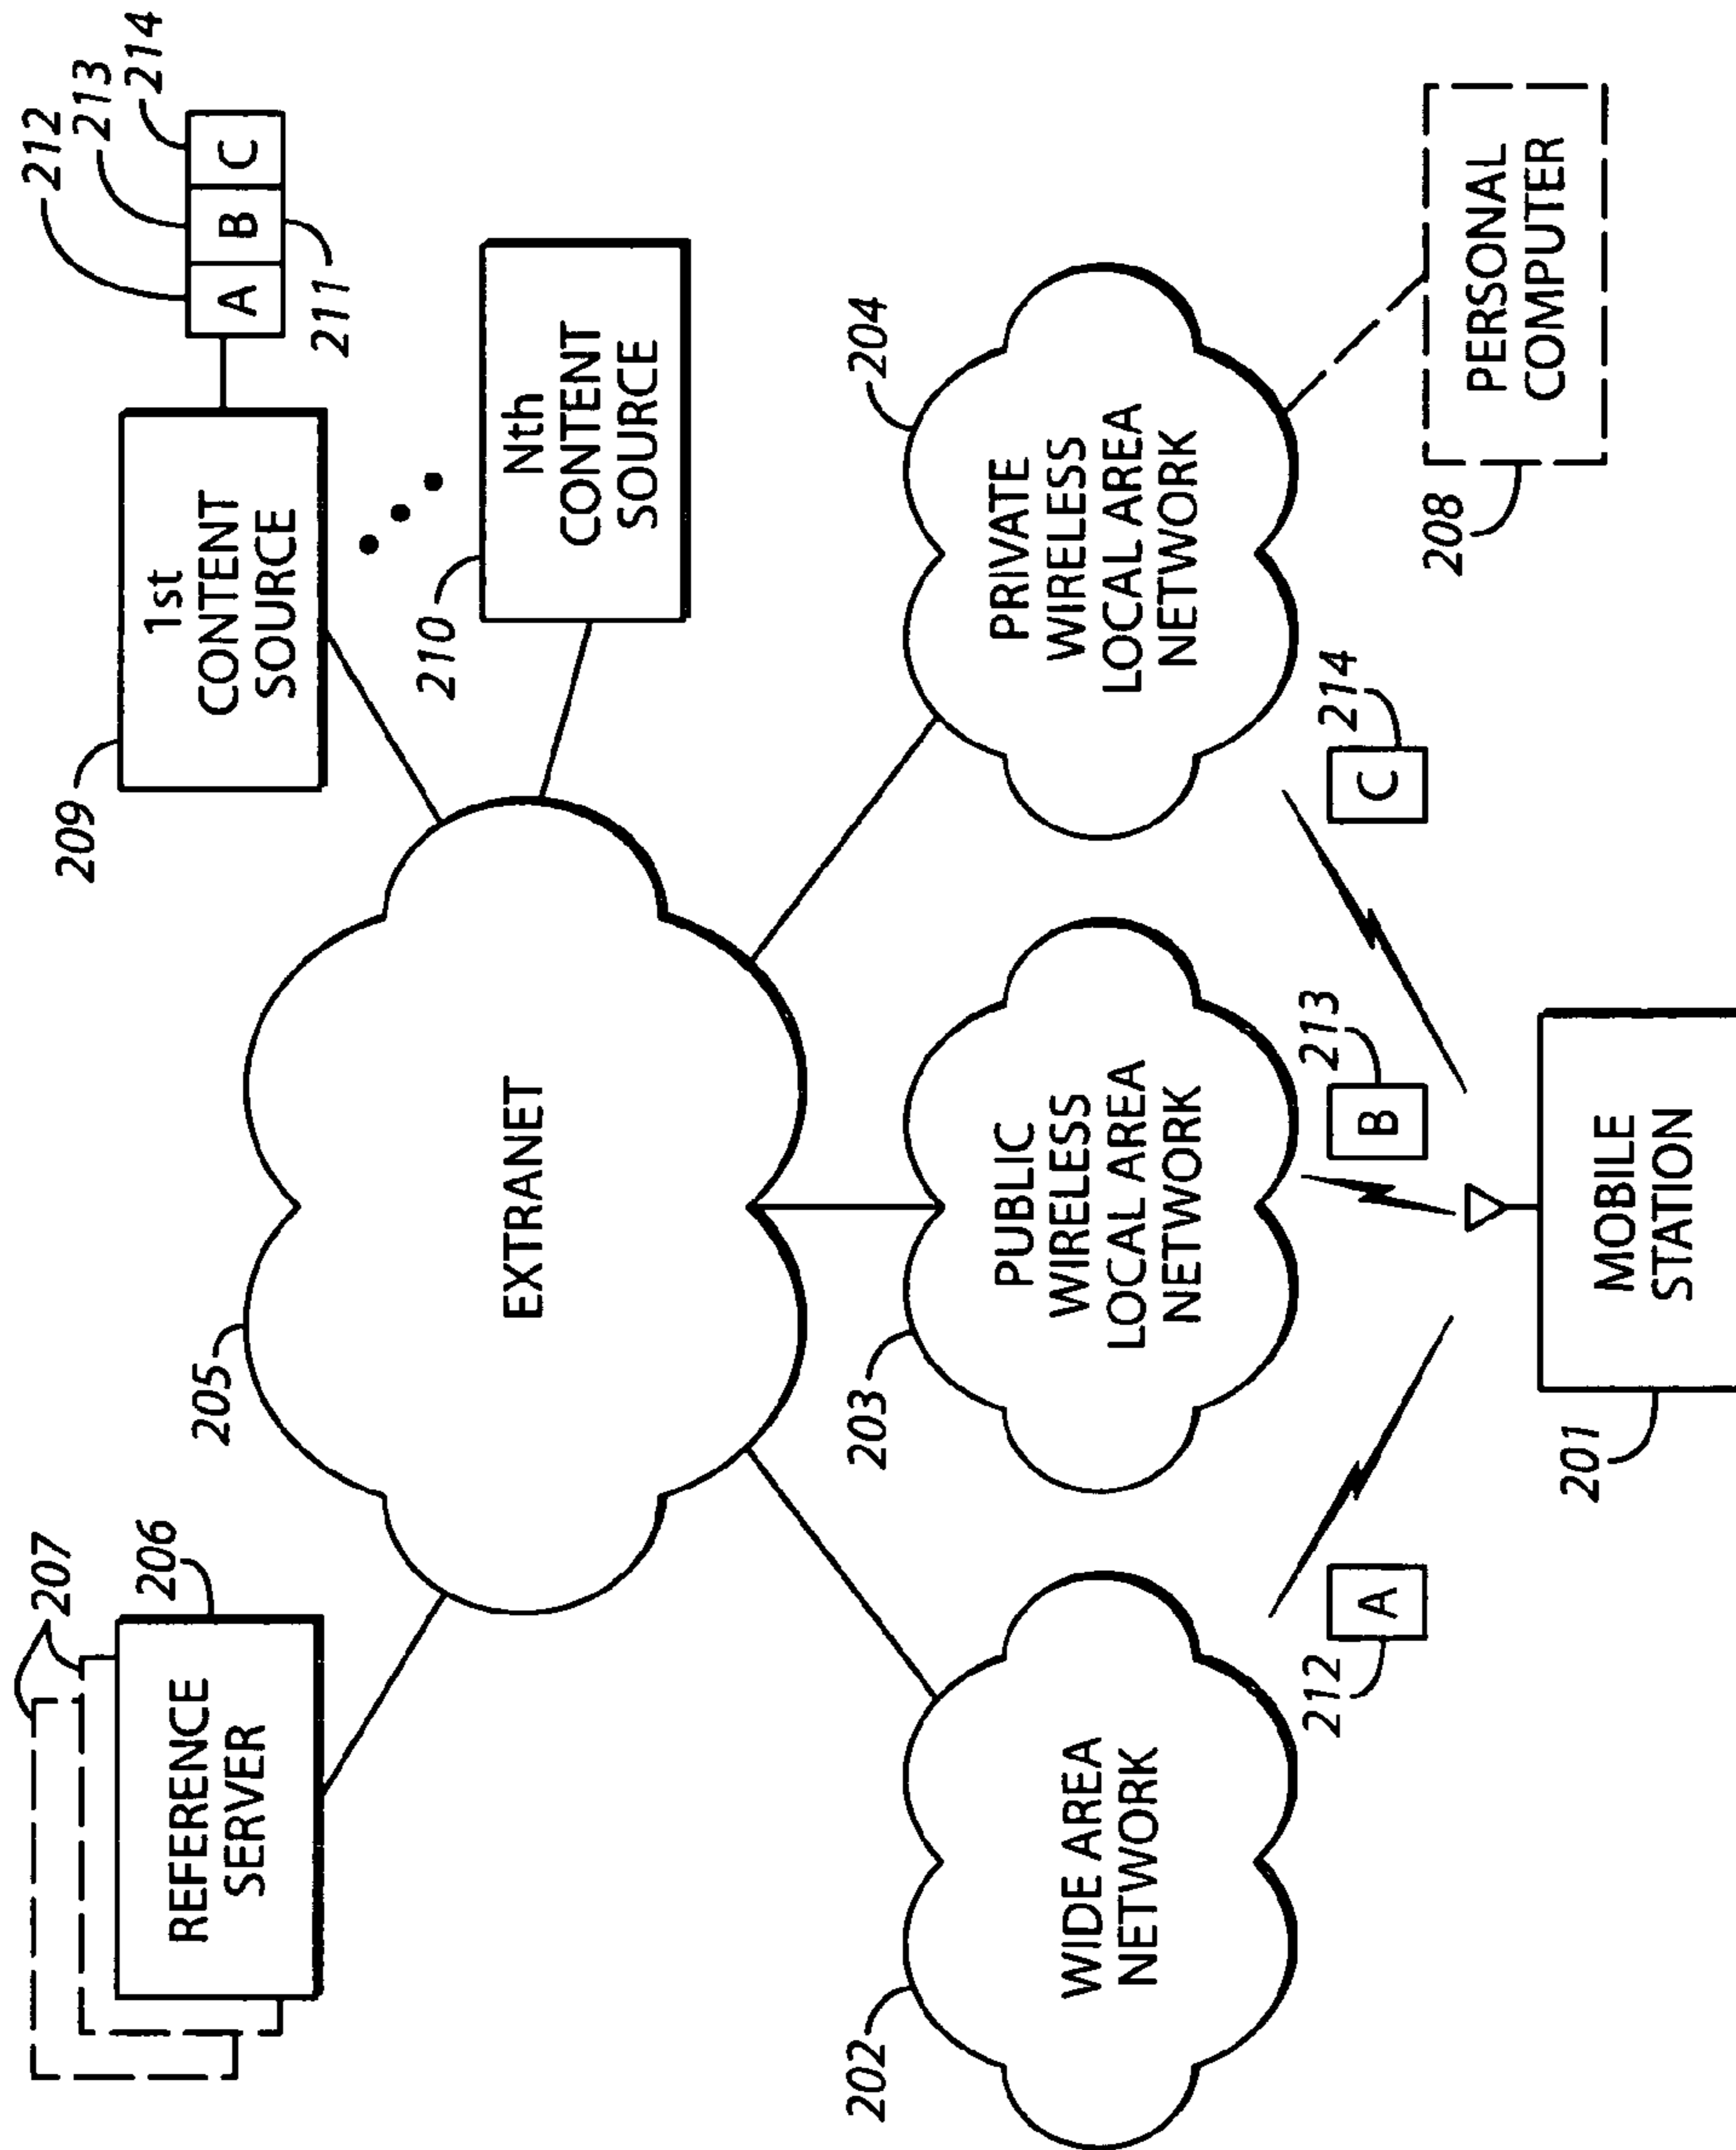 207
206
REFERENCE
SERVER
205
EXTRANET
209
1st
CONTENT
SOURCE
212
213
214
A B C
211
210
Nth
CONTENT
SOURCE
202
WIDE AREA
NETWORK
203
PUBLIC
WIRELESS
LOCAL AREA
NETWORK
204
PRIVATE
WIRELESS
LOCAL AREA
NETWORK
212
A
213
B
214
C
201
MOBILE
STATION
208
PERSONAL
COMPUTER